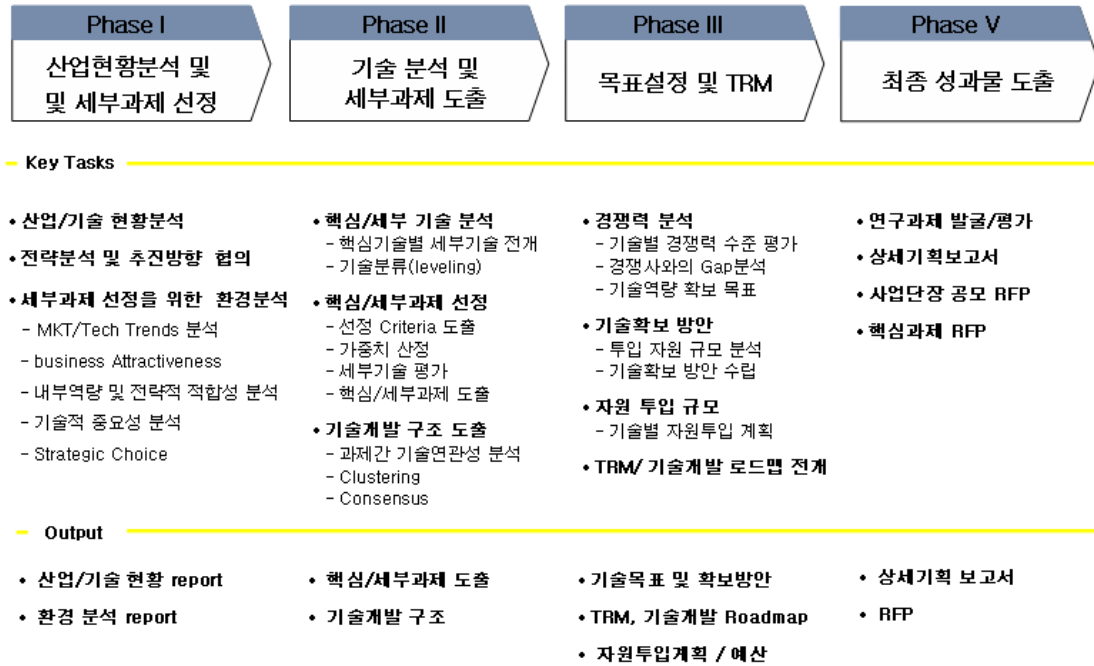 Phase I
산업현황분석 및
및 세부과제 선정
Phase II
기술 분석 및
세부과제 도출
Phase III
목표설정 및 TRM
Phase V
최종 성과물 도출
Key Tasks
• 산업/기술 현황분석
• 전략분석 및 추진방향 협의
• 세부과제 선정을 위한 환경분석
- MKT/Tech Trends 분석
- business Attractiveness
- 내부역량 및 전략적 적합성 분석
- 기술적 중요성 분석
- Strategic Choice
• 핵심/세부 기술 분석
- 핵심기술별 세부기술 전개
- 기술분류(leveling)
• 핵심/세부과제 선정
- 선정 Criteria 도출
- 가중치 산정
- 세부기술 평가
- 핵심/세부과제 도출
• 기술개발 구조 도출
- 과제간 기술연관성 분석
- Clustering
- Consensus
• 경쟁력 분석
- 기술별 경쟁력 수준 평가
- 경쟁사와의 Gap분석
- 기술역량 확보 목표
• 기술확보 방안
- 투입 자원 규모 분석
- 기술확보 방안 수립
• 자원 투입 규모
- 기술별 자원투입 계획
• TRM/ 기술개발 로드맵 전개
• 연구과제 발굴/평가
• 상세기획보고서
• 사업단장 공모 RFP
• 핵심과제 RFP
Output
• 산업/기술 현황 report
• 환경 분석 report
• 핵심/세부과제 도출
• 기술개발 구조
• 기술목표 및 확보방안
• TRM, 기술개발 Roadmap
• 자원투입계획 / 예산
• 상세기획 보고서
• RFP